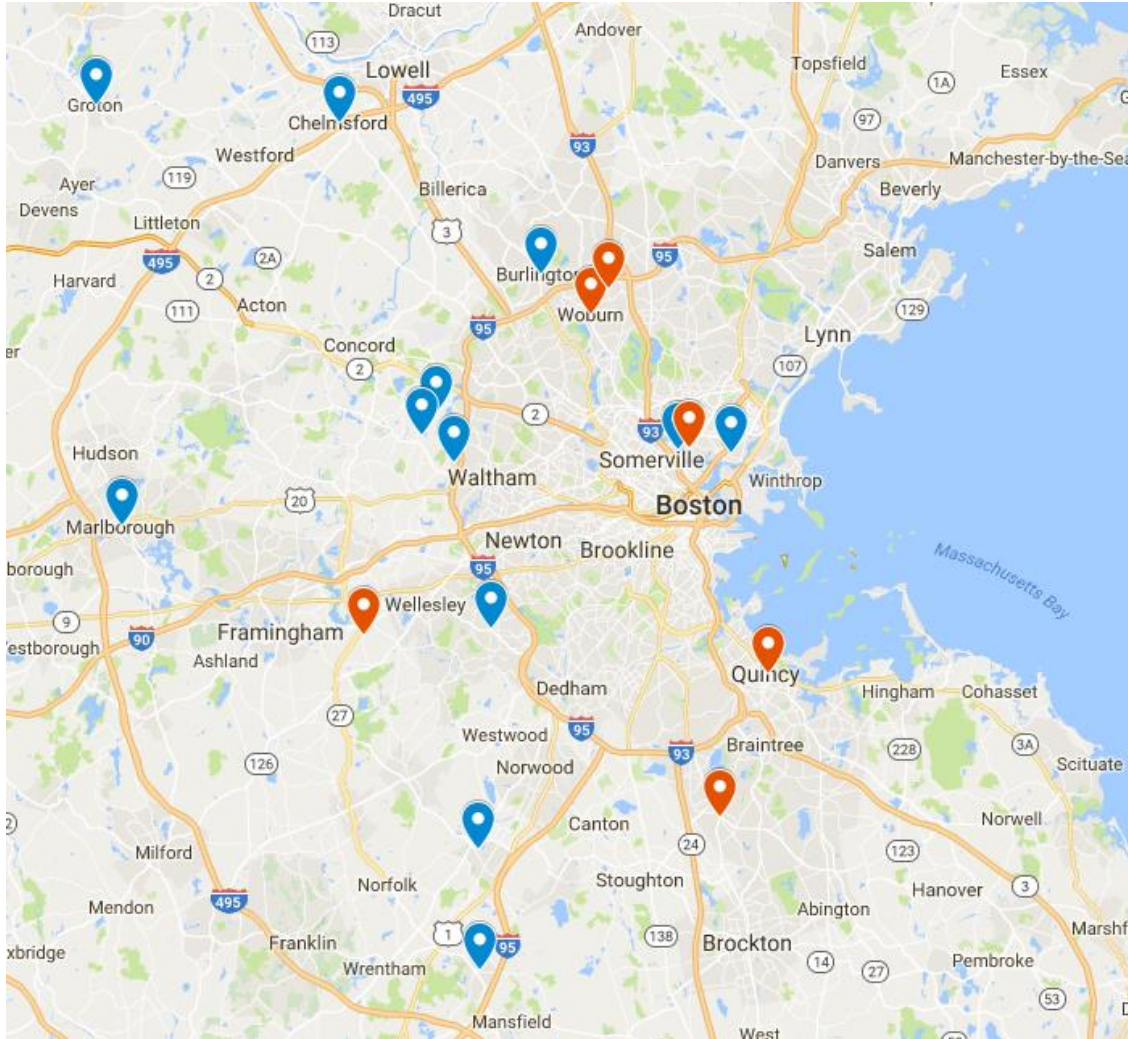 Dracut
Andover
113
Lowell
Topsfield
1A
Essex
Groton
495
Chelmsford
97
Westford
93
Danvers
Manchester-by-the-Sea
119
Ayer
Billerica
Beverly
Devens
Littleton
3
Salem
495
2A
95
Burlington
Harvard
2
111
Acton
Woburn
129
95
Lynn
Concord
2
107
2
93
Hudson
Somerville
Waltham
Winthrop
20
Boston
Marlborough
Newton
Brookline
Massachusetts Bay
borough
95
Wellesley
9
Framingham
90
estborough
Ashland
Quincy
Dedham
Hingham
Cohasset
27
Westwood
95
93
Braintree
228
3A
126
Norwood
Scituate
Canton
Norwell
Milford
24
123
Norfolk
Stoughton
3
Hanover
495
Mendon
Abington
1
138
Marshf
Franklin
95
Brockton
xbridge
Wrentham
14
27
Pembroke
53
Mansfield
West